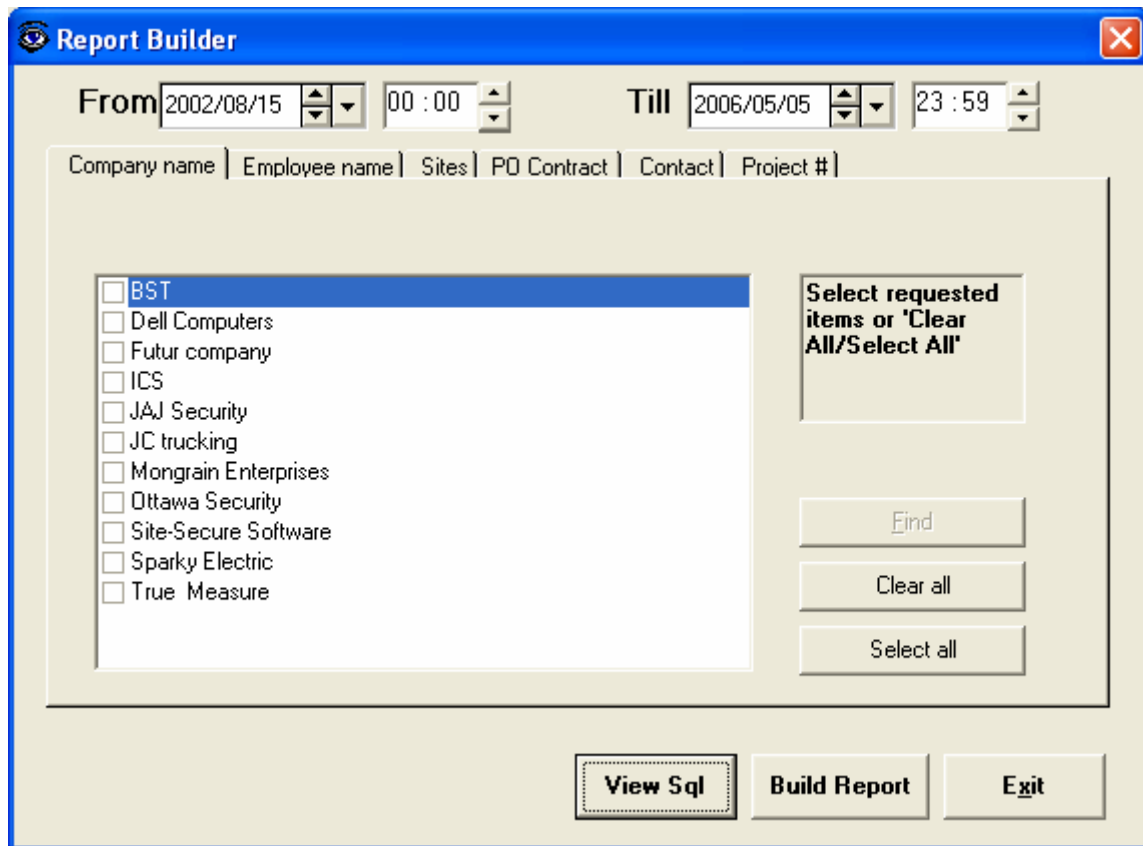 Report Builder
From 2002/08/15 00 :00 Till 2006/05/05 23 :59
Company name Employee name Sites PO Contract Contact Project #
BST
Dell Computers
Futur company
ICS
JAJ Security
JC trucking
Mongrain Enterprises
Ottawa Security
Site-Secure Software
Sparky Electric
True Measure
Select requested
items or 'Clear
All/Select All'
Find
Clear all
Select all
View Sql Build Report Exit